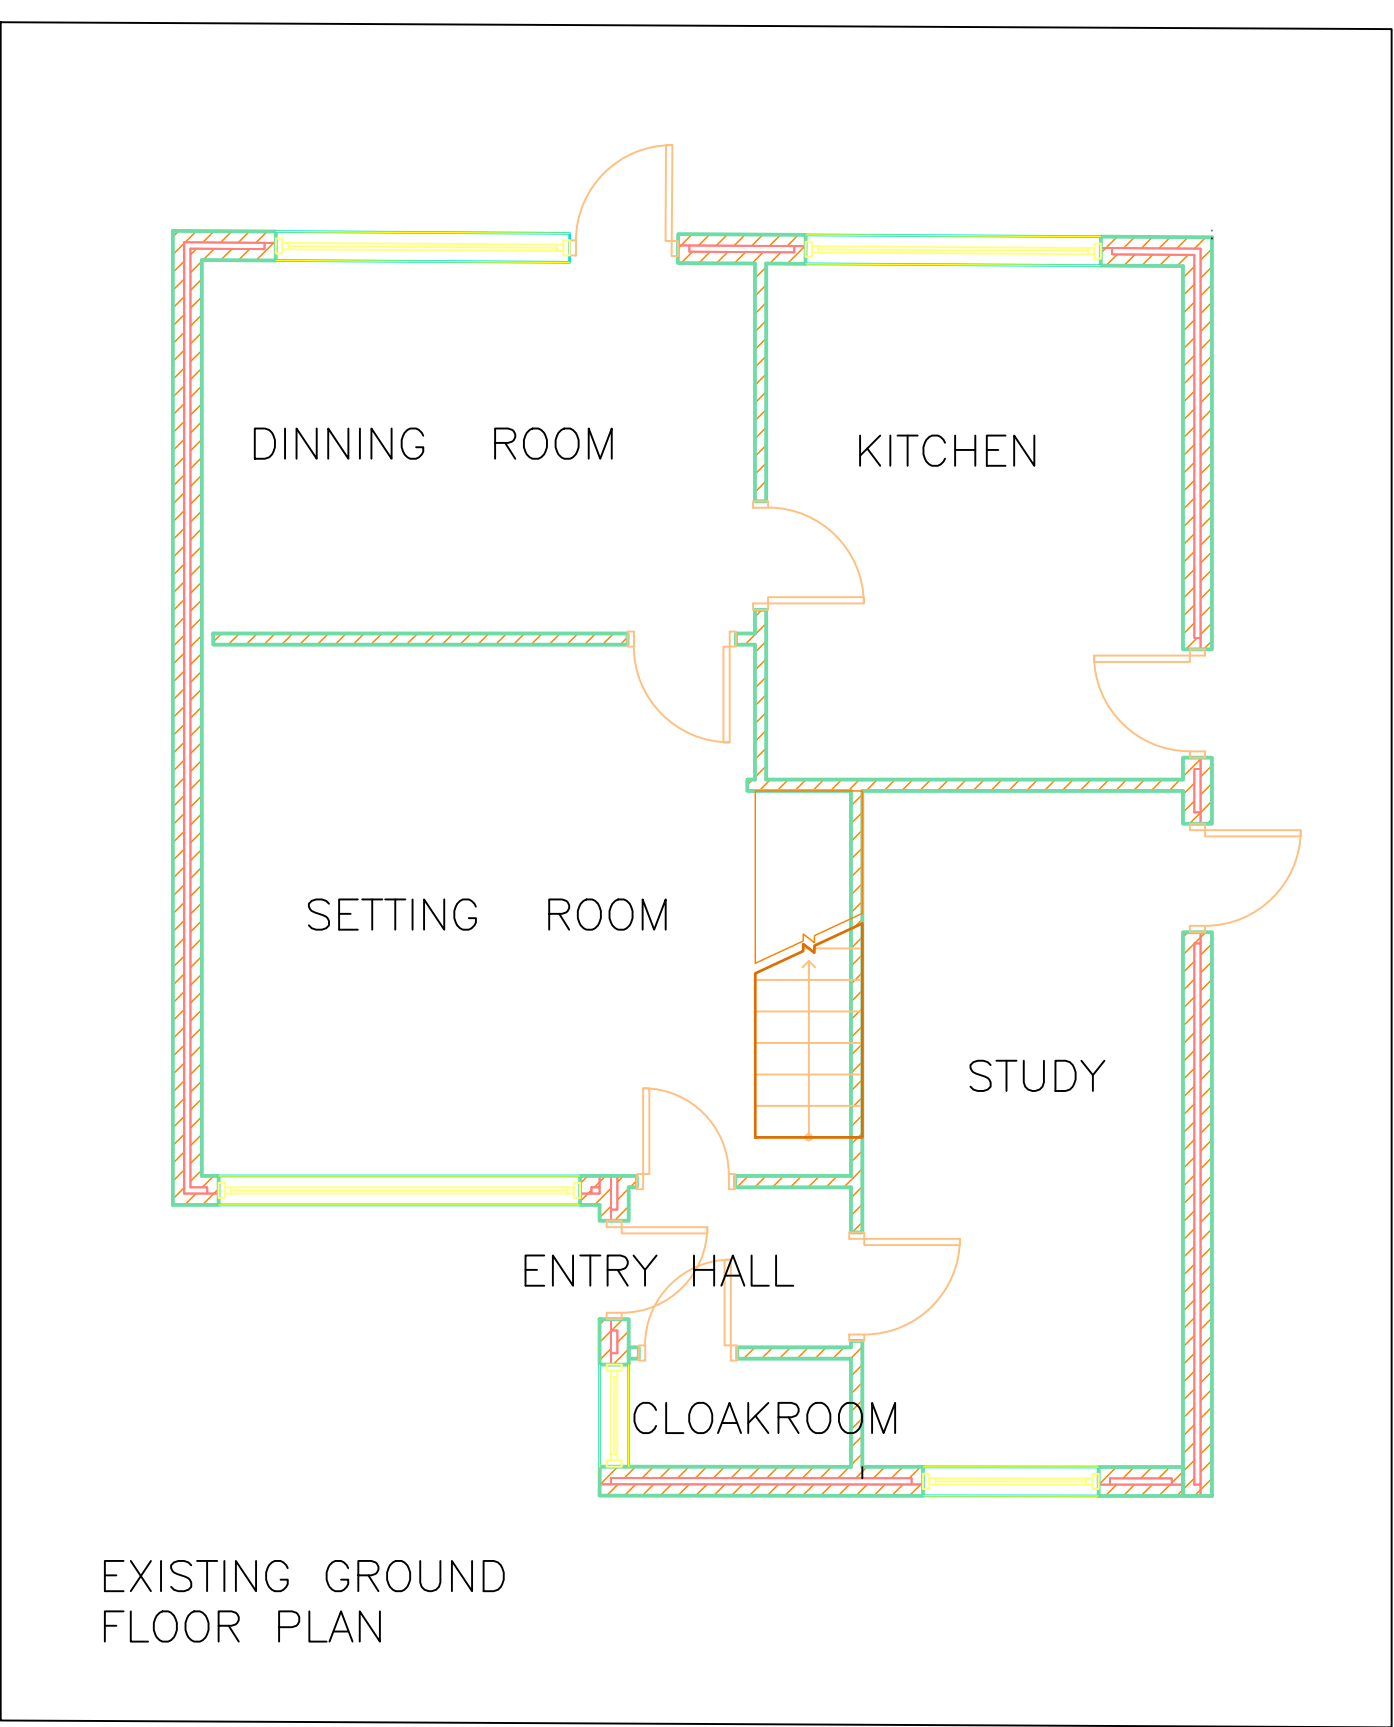 DINNING ROOM
KITCHEN
SETTING ROOM
STUDY
ENTRY HALL
CLOAKROOM
EXISTING GROUND
FLOOR PLAN